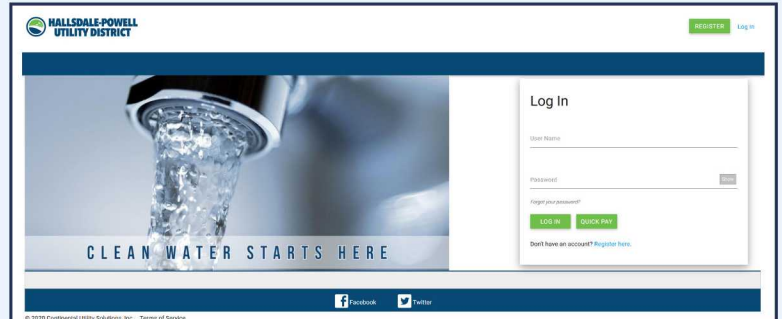 HALLSDALE-POWELL
UTILITY DISTRICT
REGISTER Log in
Log In
User Name
Password Show
Forgot your password?
LOG IN QUICK PAY
Don't have an account? Register here.
CLEAN WATER STARTS HERE
Facebook Twitter
© 2020 Continental Utility Solutions, Inc. Terms of Service